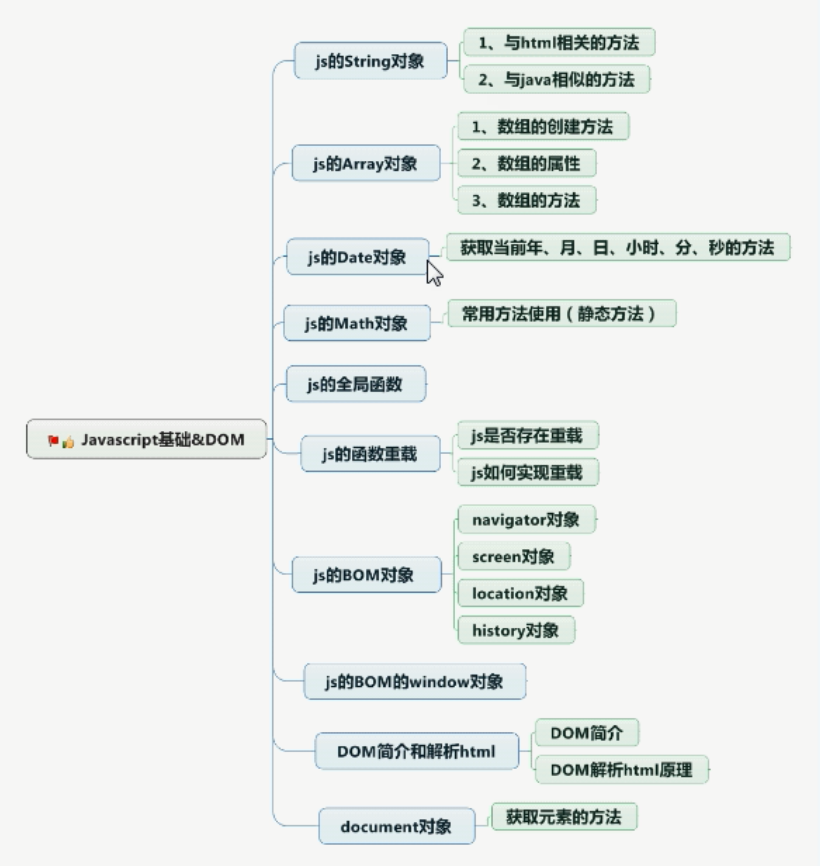 Javascript基础&DOM
js的String对象
1、与html相关的方法
2、与java相似的方法
js的Array对象
1、数组的创建方法
2、数组的属性
3、数组的方法
js的Date对象
获取当前年、月、日、小时、分、秒的方法
js的Math对象
常用方法使用（静态方法）
js的全局函数
js的函数重载
js是否存在重载
js如何实现重载
js的BOM对象
navigator对象
screen对象
location对象
history对象
js的BOM的window对象
DOM简介和解析html
DOM简介
DOM解析html原理
document对象
获取元素的方法